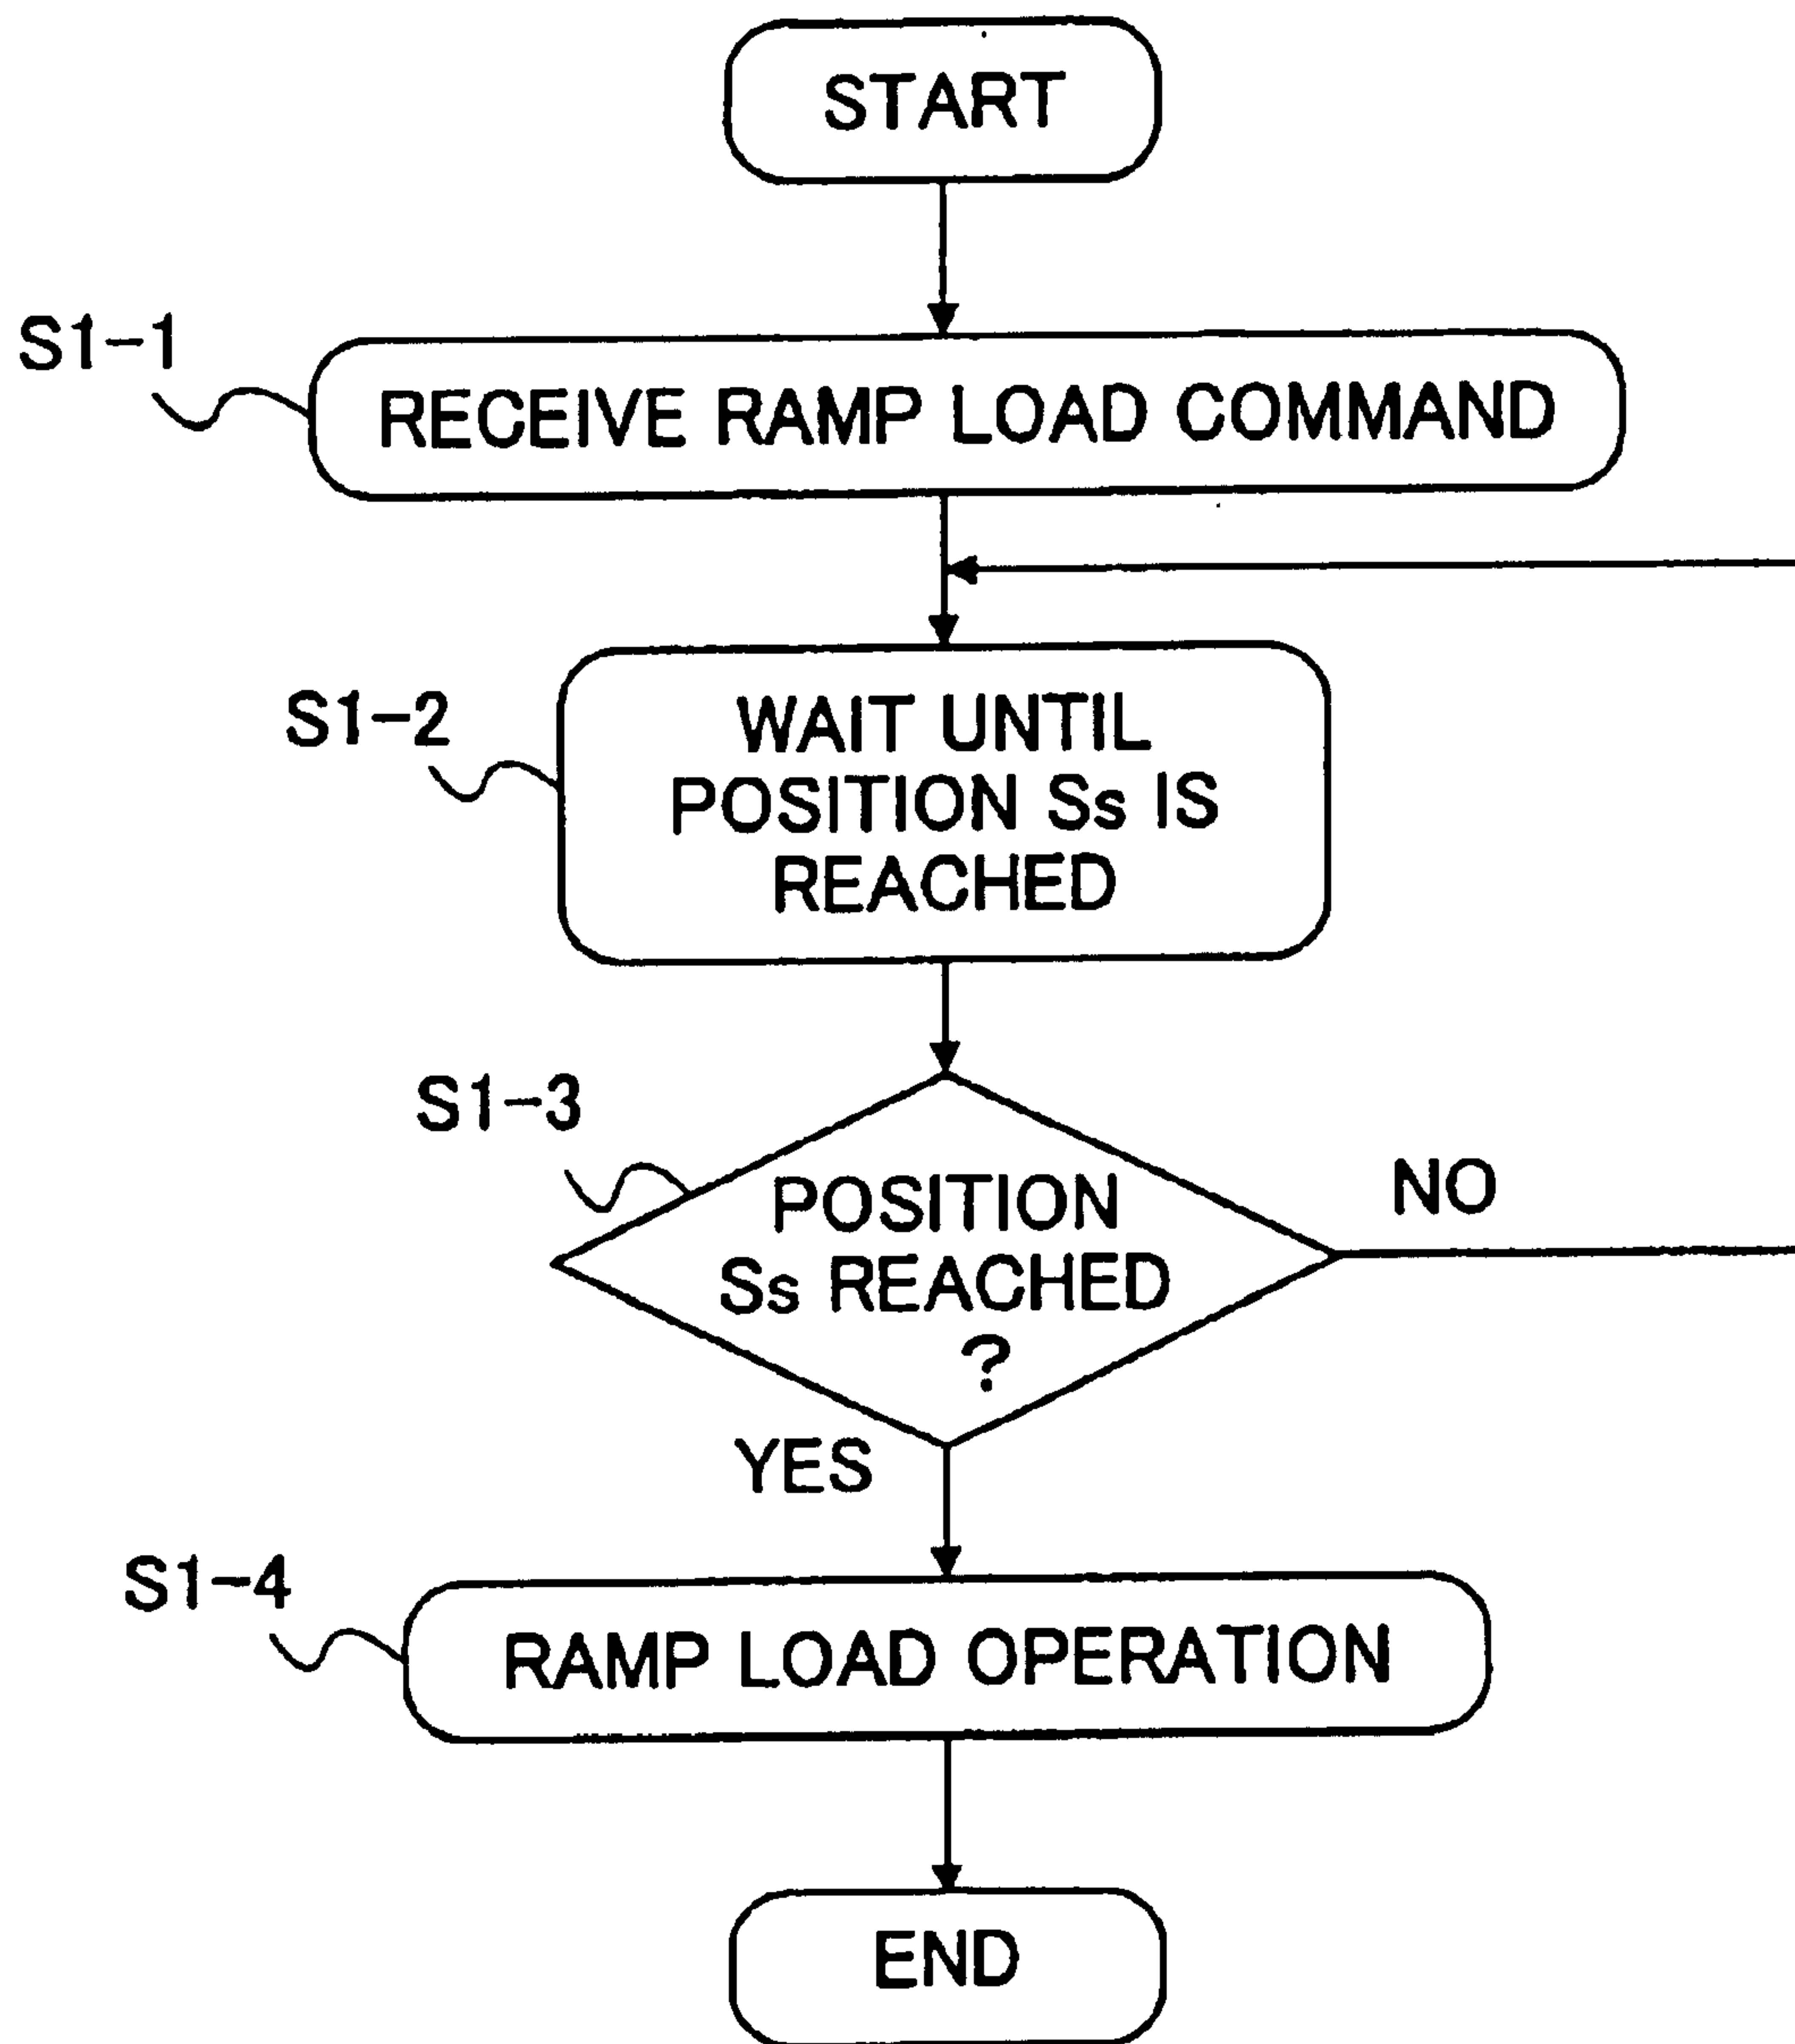 START
S1-1
RECEIVE RAMP LOAD COMMAND
S1-2
WAIT UNTIL
POSITION Ss IS
REACHED
S1-3
POSITION
Ss REACHED
?
NO
YES
S1-4
RAMP LOAD OPERATION
END